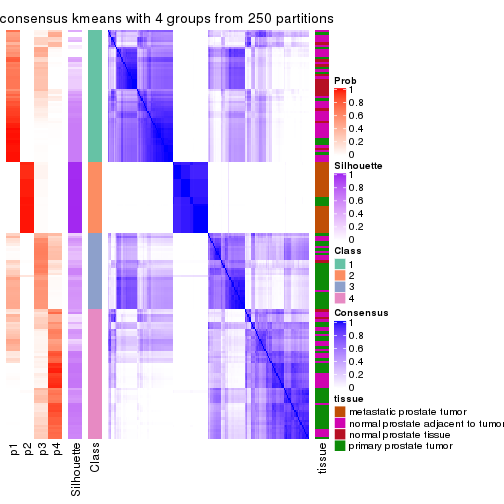 consensus kmeans with 4 groups from 250 partitions
Prob
1
0.8
0.6
0.4
0.2
0
Silhouette
1
0.8
0.6
0.4
0.2
0
Class
1
2
3
4
Consensus
1
0.8
0.6
0.4
0.2
0
tissue
metastatic prostate tumor
normal prostate adjacent to tumor
normal prostate tissue
primary prostate tumor
p1
p2
p3
p4
Silhouette
Class
tissue